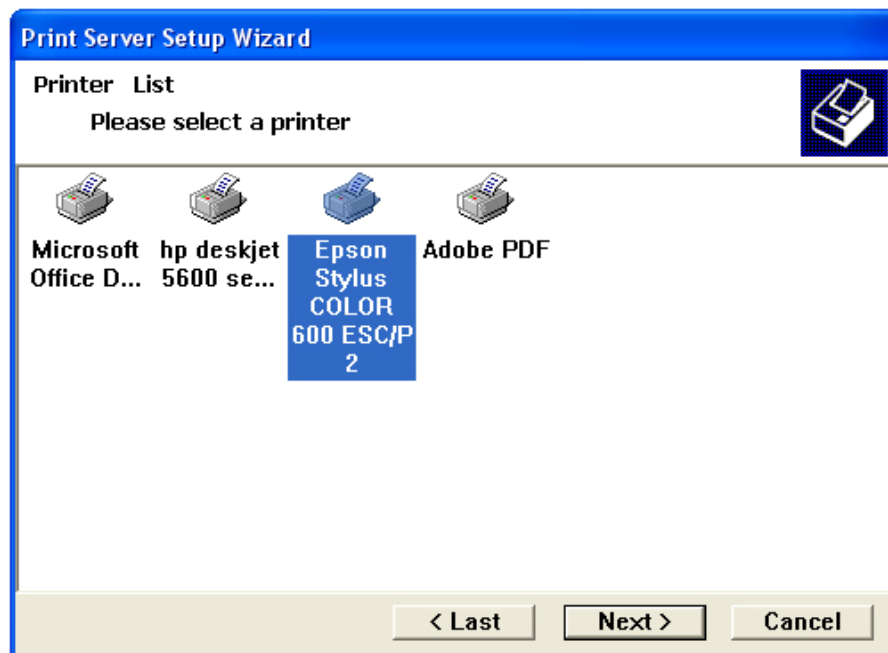 Print Server Setup Wizard
Printer List
Please select a printer
Microsoft
Office D...
hp deskjet
5600 se...
Epson
Stylus
COLOR
600 ESC/P
2
Adobe PDF
< Last
Next >
Cancel